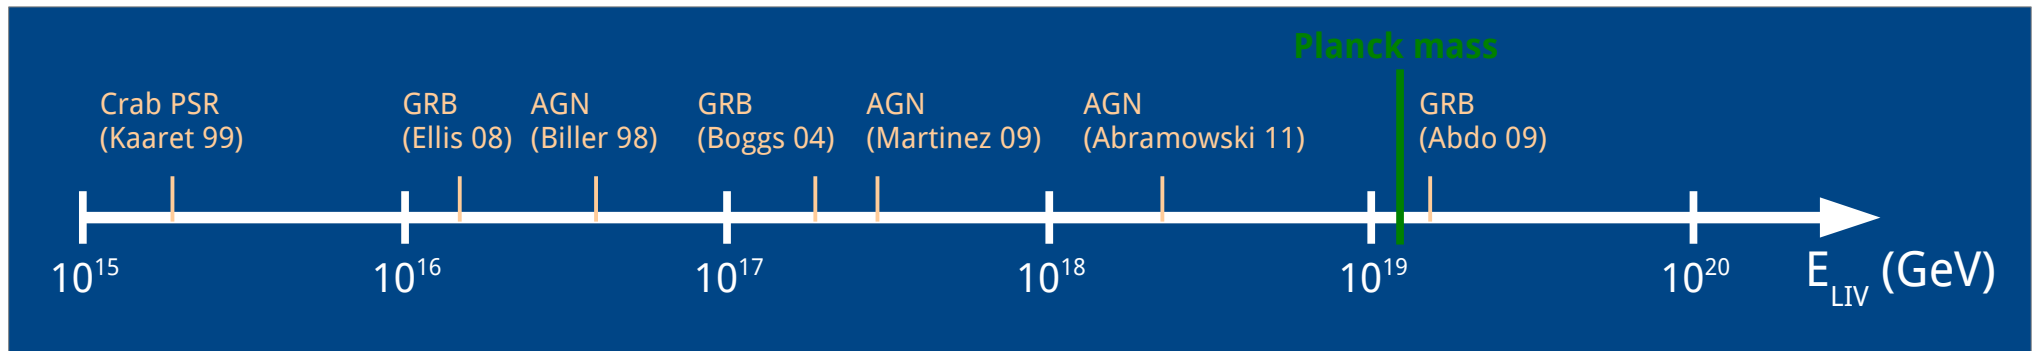 Planck mass
Crab PSR
(Kaaret 99)
GRB
(Ellis 08)
AGN
(Biller 98)
GRB
(Boggs 04)
AGN
(Martinez 09)
AGN
(Abramowski 11)
GRB
(Abdo 09)
10^15 10^16 10^17 10^18 10^19 10^20 E_LIV (GeV)